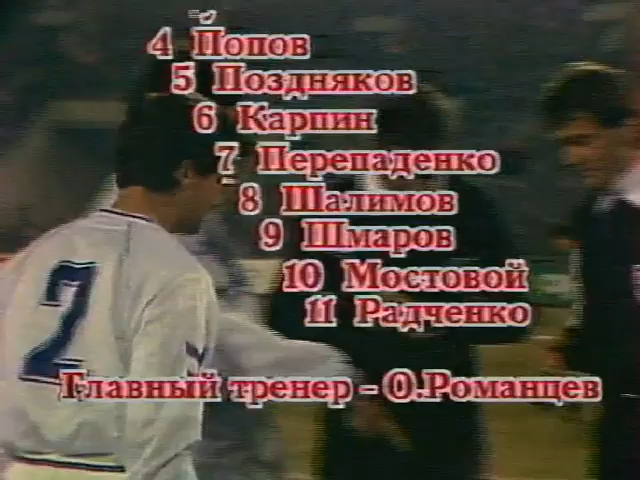 4 Попов
5 Поздняков
6 Карпин
7 Перепаденко
8 Шалимов
9 Шмаров
10 Мостовой
11 Радченко
2
Главный тренер - О.Романцев